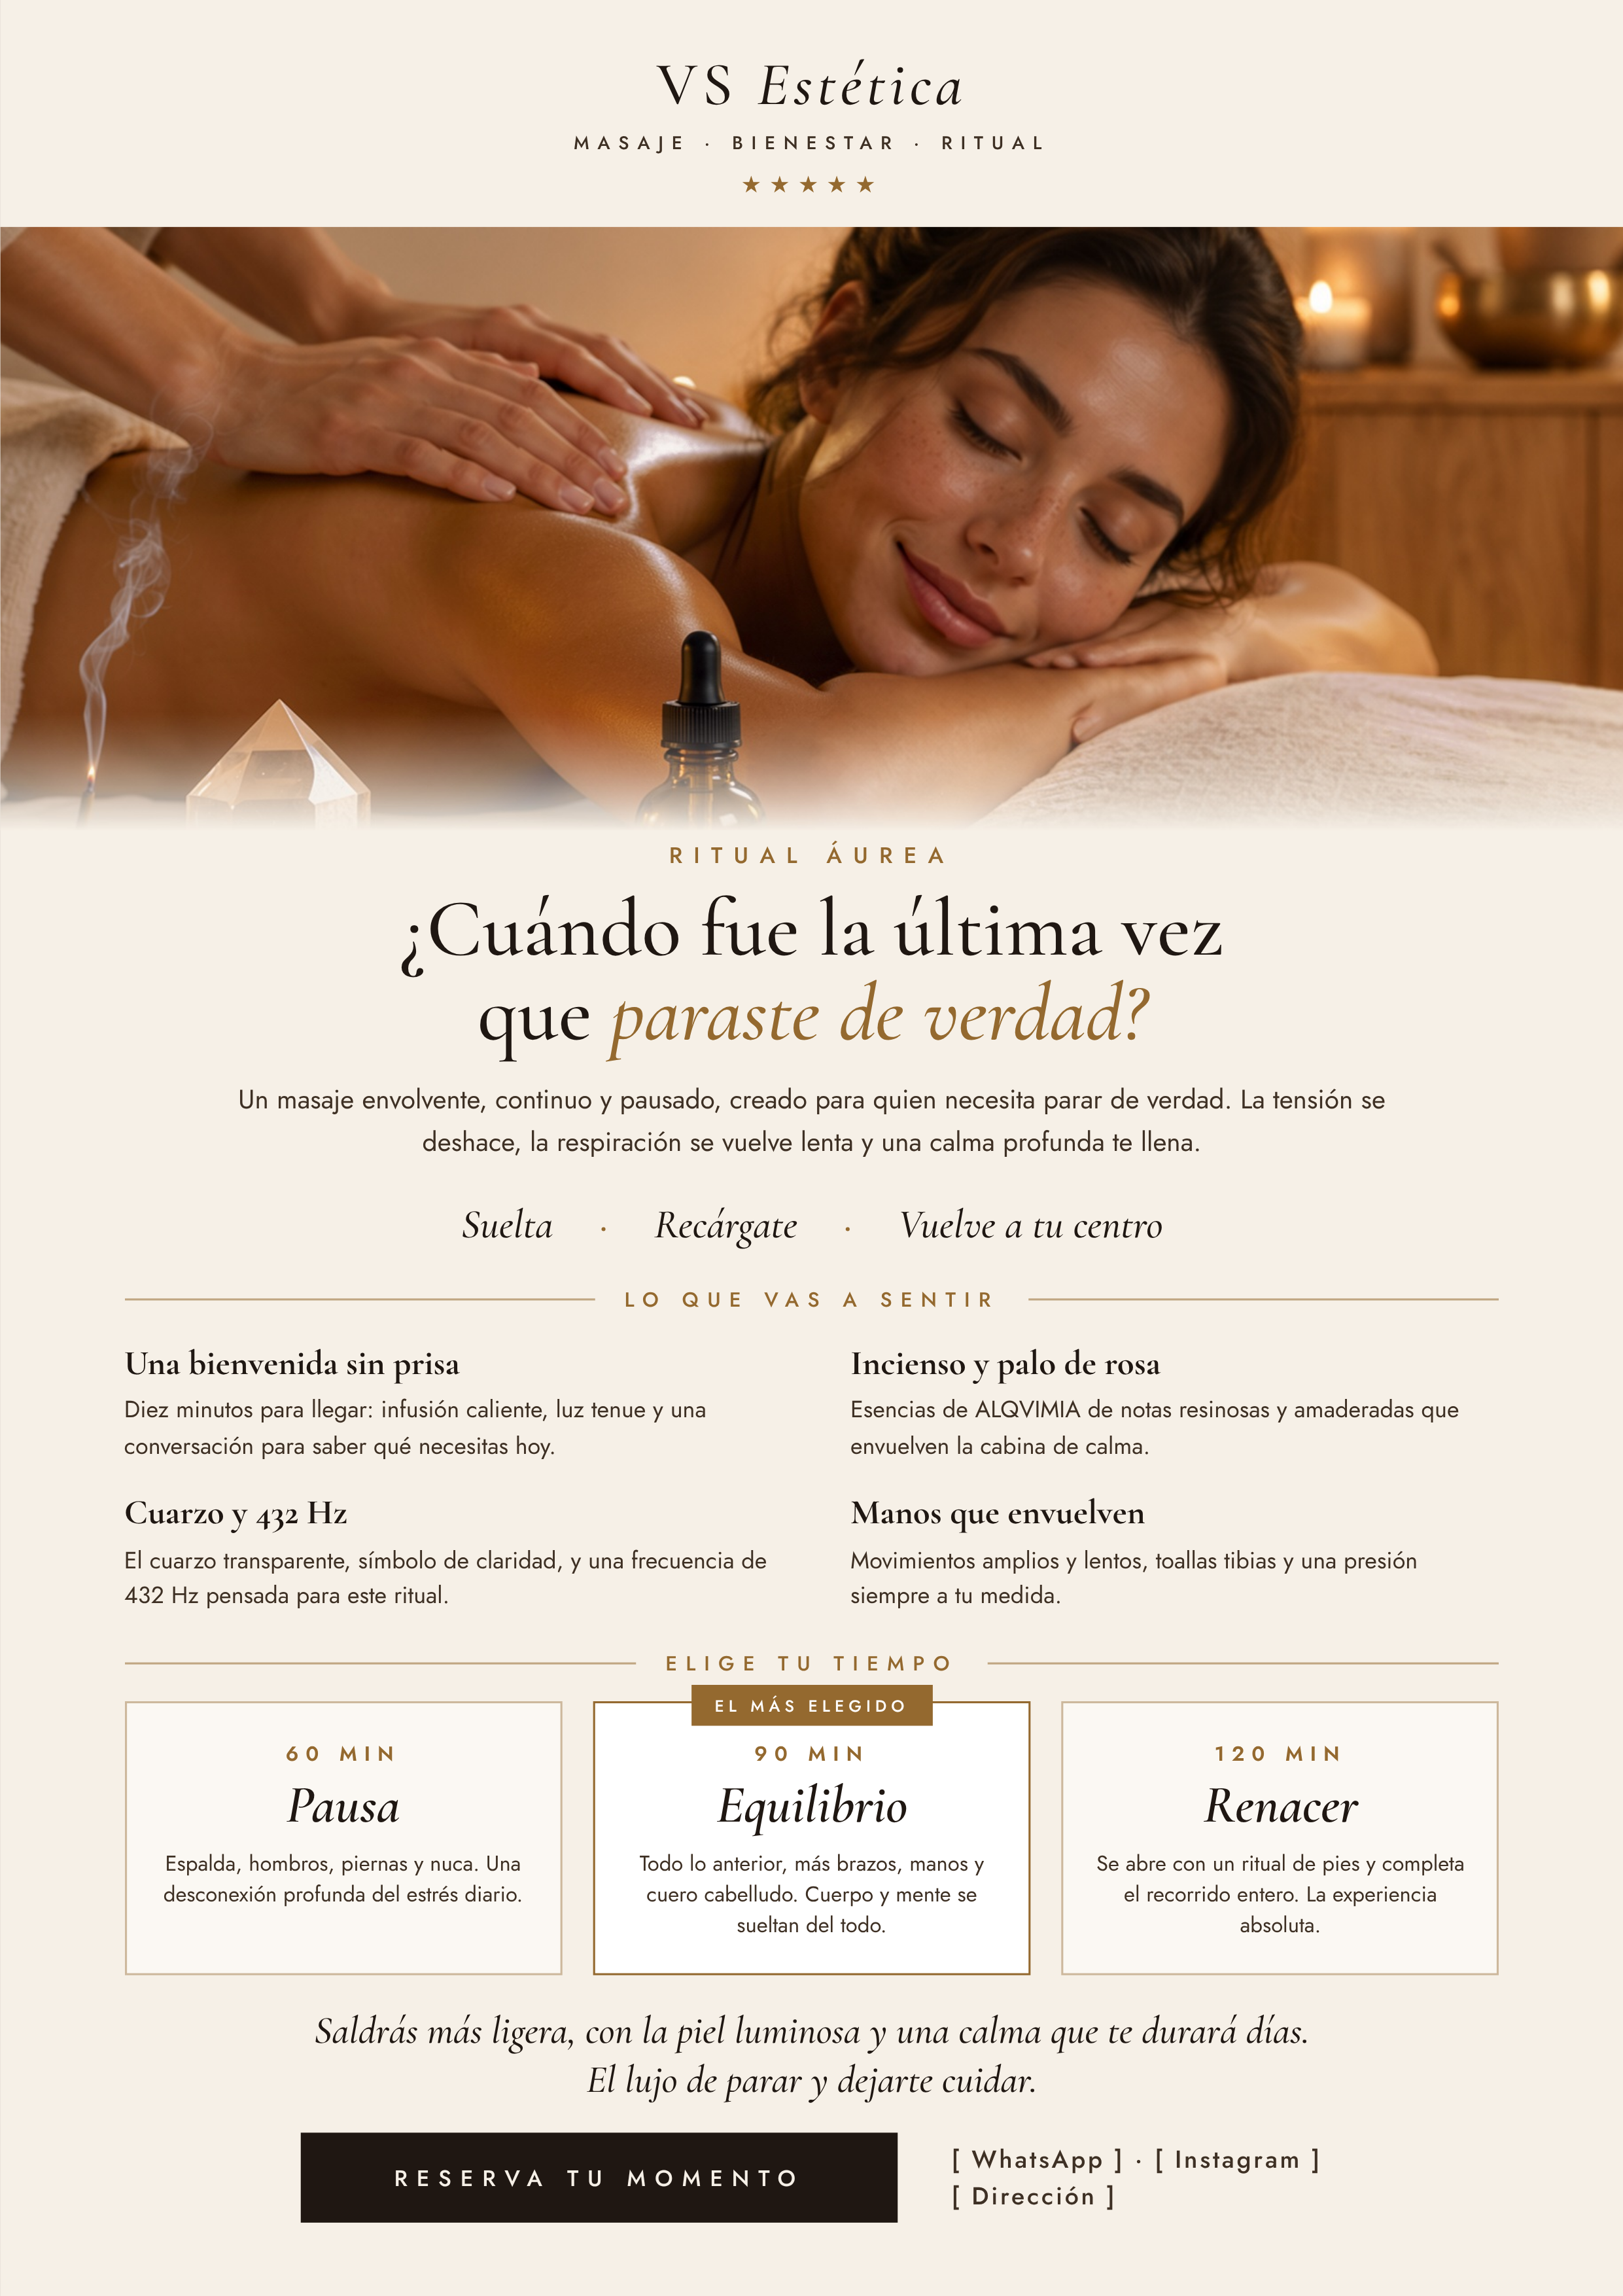 VS Estética
MASAJE · BIENESTAR · RITUAL
★★★★★
RITUAL ÁUREA
¿Cuándo fue la última vez
que paraste de verdad?
Un masaje envolvente, continuo y pausado, creado para quien necesita parar de verdad. La tensión se
deshace, la respiración se vuelve lenta y una calma profunda te llena.
Suelta · Recárgate · Vuelve a tu centro
LO QUE VAS A SENTIR
Una bienvenida sin prisa
Diez minutos para llegar: infusión caliente, luz tenue y una
conversación para saber qué necesitas hoy.
Incienso y palo de rosa
Esencias de ALQVIMIA de notas resinosas y amaderadas que
envuelven la cabina de calma.
Cuarzo y 432 Hz
El cuarzo transparente, símbolo de claridad, y una frecuencia de
432 Hz pensada para este ritual.
Manos que envuelven
Movimientos amplios y lentos, toallas tibias y una presión
siempre a tu medida.
ELIGE TU TIEMPO
60 MIN
Pausa
Espalda, hombros, piernas y nuca. Una
desconexión profunda del estrés diario.
EL MÁS ELEGIDO
90 MIN
Equilibrio
Todo lo anterior, más brazos, manos y
cuero cabelludo. Cuerpo y mente se
sueltan del todo.
120 MIN
Renacer
Se abre con un ritual de pies y completa
el recorrido entero. La experiencia
absoluta.
Saldrás más ligera, con la piel luminosa y una calma que te durará días.
El lujo de parar y dejarte cuidar.
RESERVA TU MOMENTO
[ WhatsApp ] · [ Instagram ]
[ Dirección ]